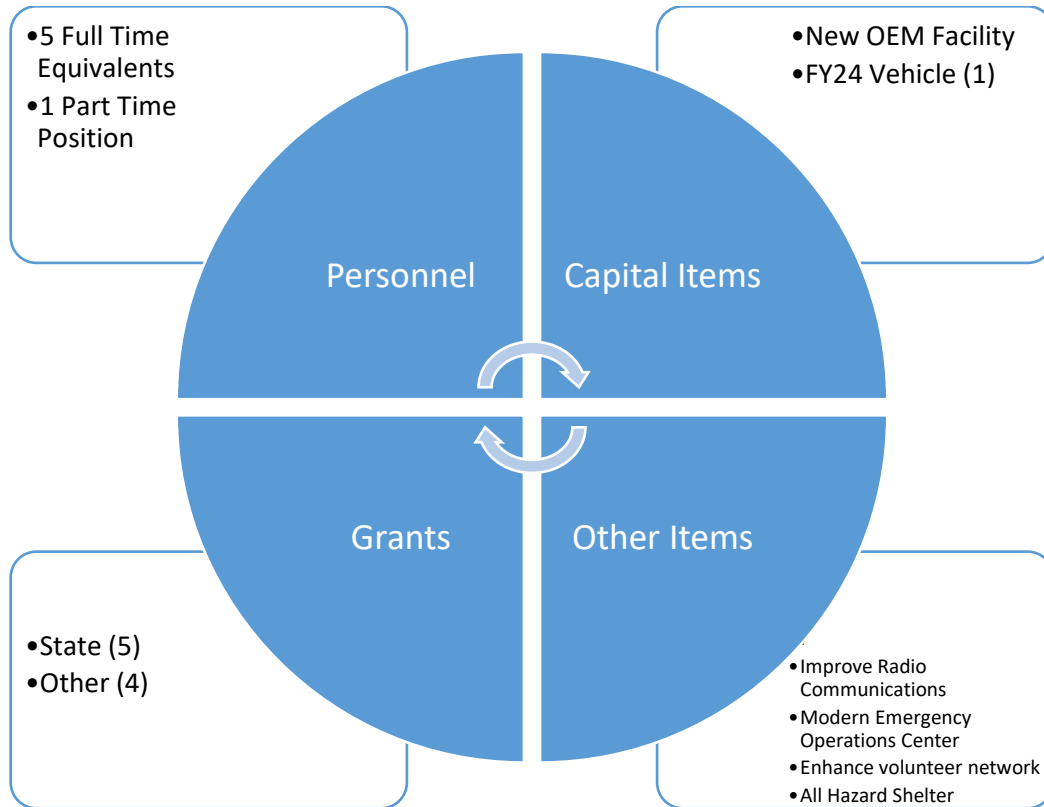 •5 Full Time
Equivalents
•1 Part Time
Position
•New OEM Facility
•FY24 Vehicle (1)
Personnel
Capital Items
Grants
Other Items
•State (5)
•Other (4)
•Improve Radio
Communications
•Modern Emergency
Operations Center
•Enhance volunteer network
•All Hazard Shelter